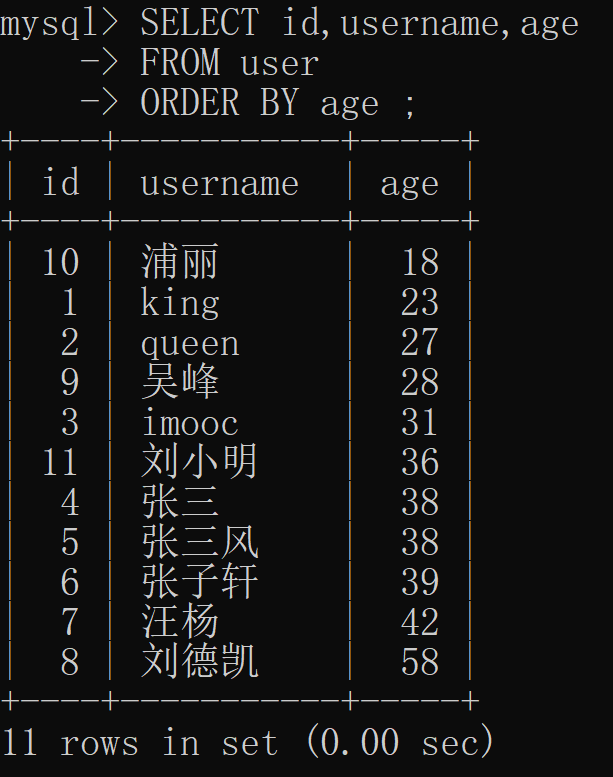 mysql> SELECT id,username,age
    -> FROM user
    -> ORDER BY age ;
+----+-----------+-----+
| id | username  | age |
+----+-----------+-----+
| 10 | 浦丽      |  18 |
|  1 | king      |  23 |
|  2 | queen     |  27 |
|  9 | 吴峰      |  28 |
|  3 | imooc     |  31 |
| 11 | 刘小明    |  36 |
|  4 | 张三      |  38 |
|  5 | 张三风    |  38 |
|  6 | 张子轩    |  39 |
|  7 | 汪杨      |  42 |
|  8 | 刘德凯    |  58 |
+----+-----------+-----+
11 rows in set (0.00 sec)